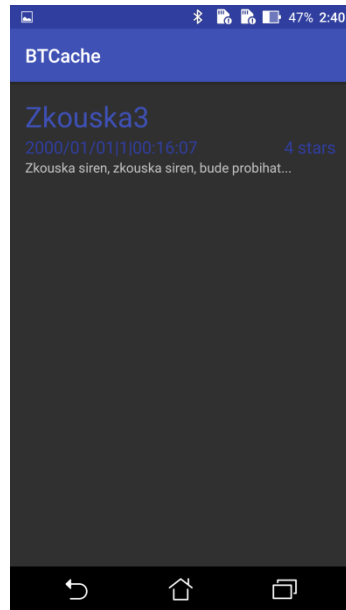 47% 2:40
BTCache
Zkouska3
2000/01/01|1|00:16:07 4 stars
Zkouska siren, zkouska siren, bude probihat...